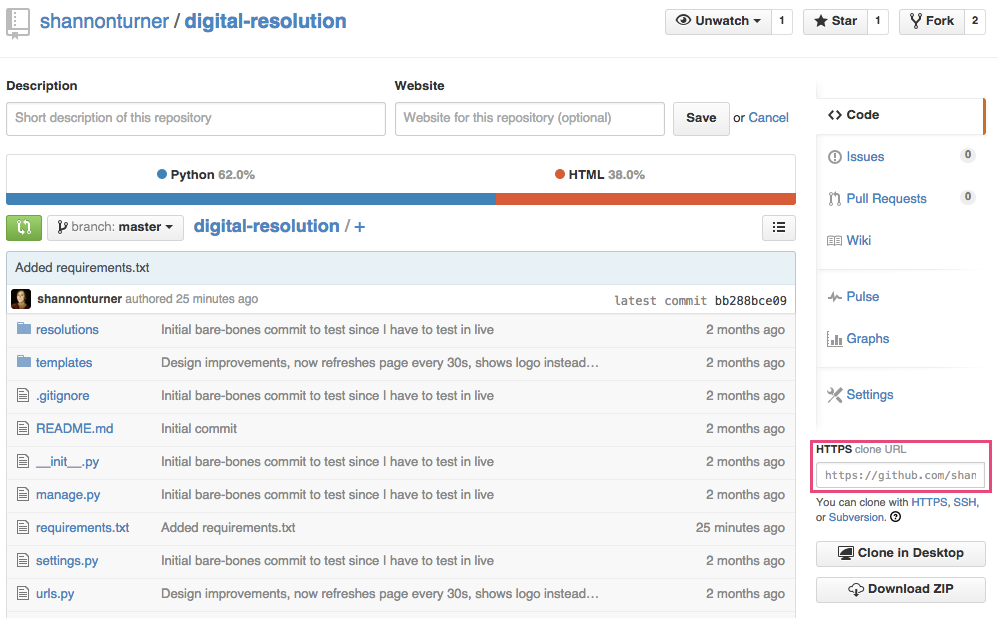 shannonturner / digital-resolution
Unwatch 1 Star 1 Fork 2
Description Website
Short description of this repository Website for this repository (optional) Save or Cancel
Python 62.0% HTML 38.0%
branch: master digital-resolution / +
Added requirements.txt
shannonturner authored 25 minutes ago latest commit bb288bce09
resolutions Initial bare-bones commit to test since I have to test in live 2 months ago
templates Design improvements, now refreshes page every 30s, shows logo instead… 2 months ago
.gitignore Initial bare-bones commit to test since I have to test in live 2 months ago
README.md Initial commit 2 months ago
__init__.py Initial bare-bones commit to test since I have to test in live 2 months ago
manage.py Initial bare-bones commit to test since I have to test in live 2 months ago
requirements.txt Added requirements.txt 25 minutes ago
settings.py Initial bare-bones commit to test since I have to test in live 2 months ago
urls.py Design improvements, now refreshes page every 30s, shows logo instead… 2 months ago
Code
Issues 0
Pull Requests 0
Wiki
Pulse
Graphs
Settings
HTTPS clone URL
https://github.com/shan
You can clone with HTTPS, SSH,
or Subversion. ?
Clone in Desktop
Download ZIP